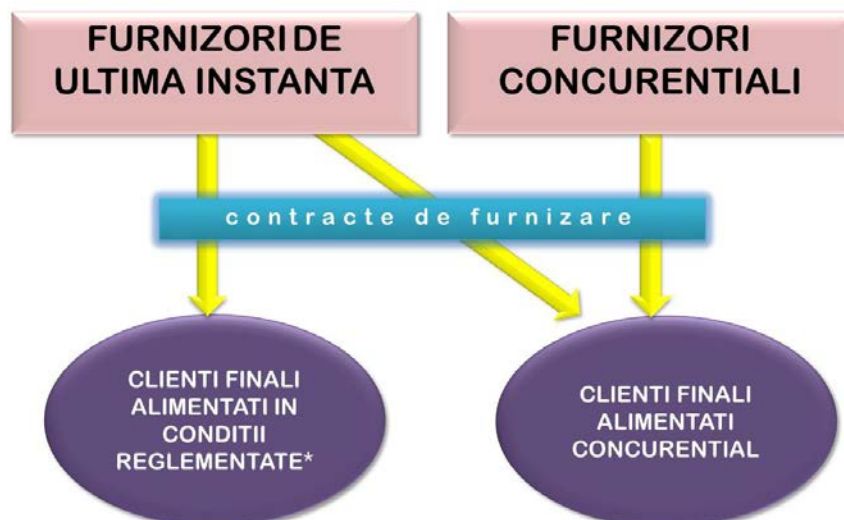 FURNIZORI DE
ULTIMA INSTANTA
FURNIZORI
CONCURENTIALI
contracte de furnizare
CLIENTI FINALI
ALIMENTATI IN
CONDITII
REGLEMENTATE*
CLIENTI FINALI
ALIMENTATI
CONCURENTIAL